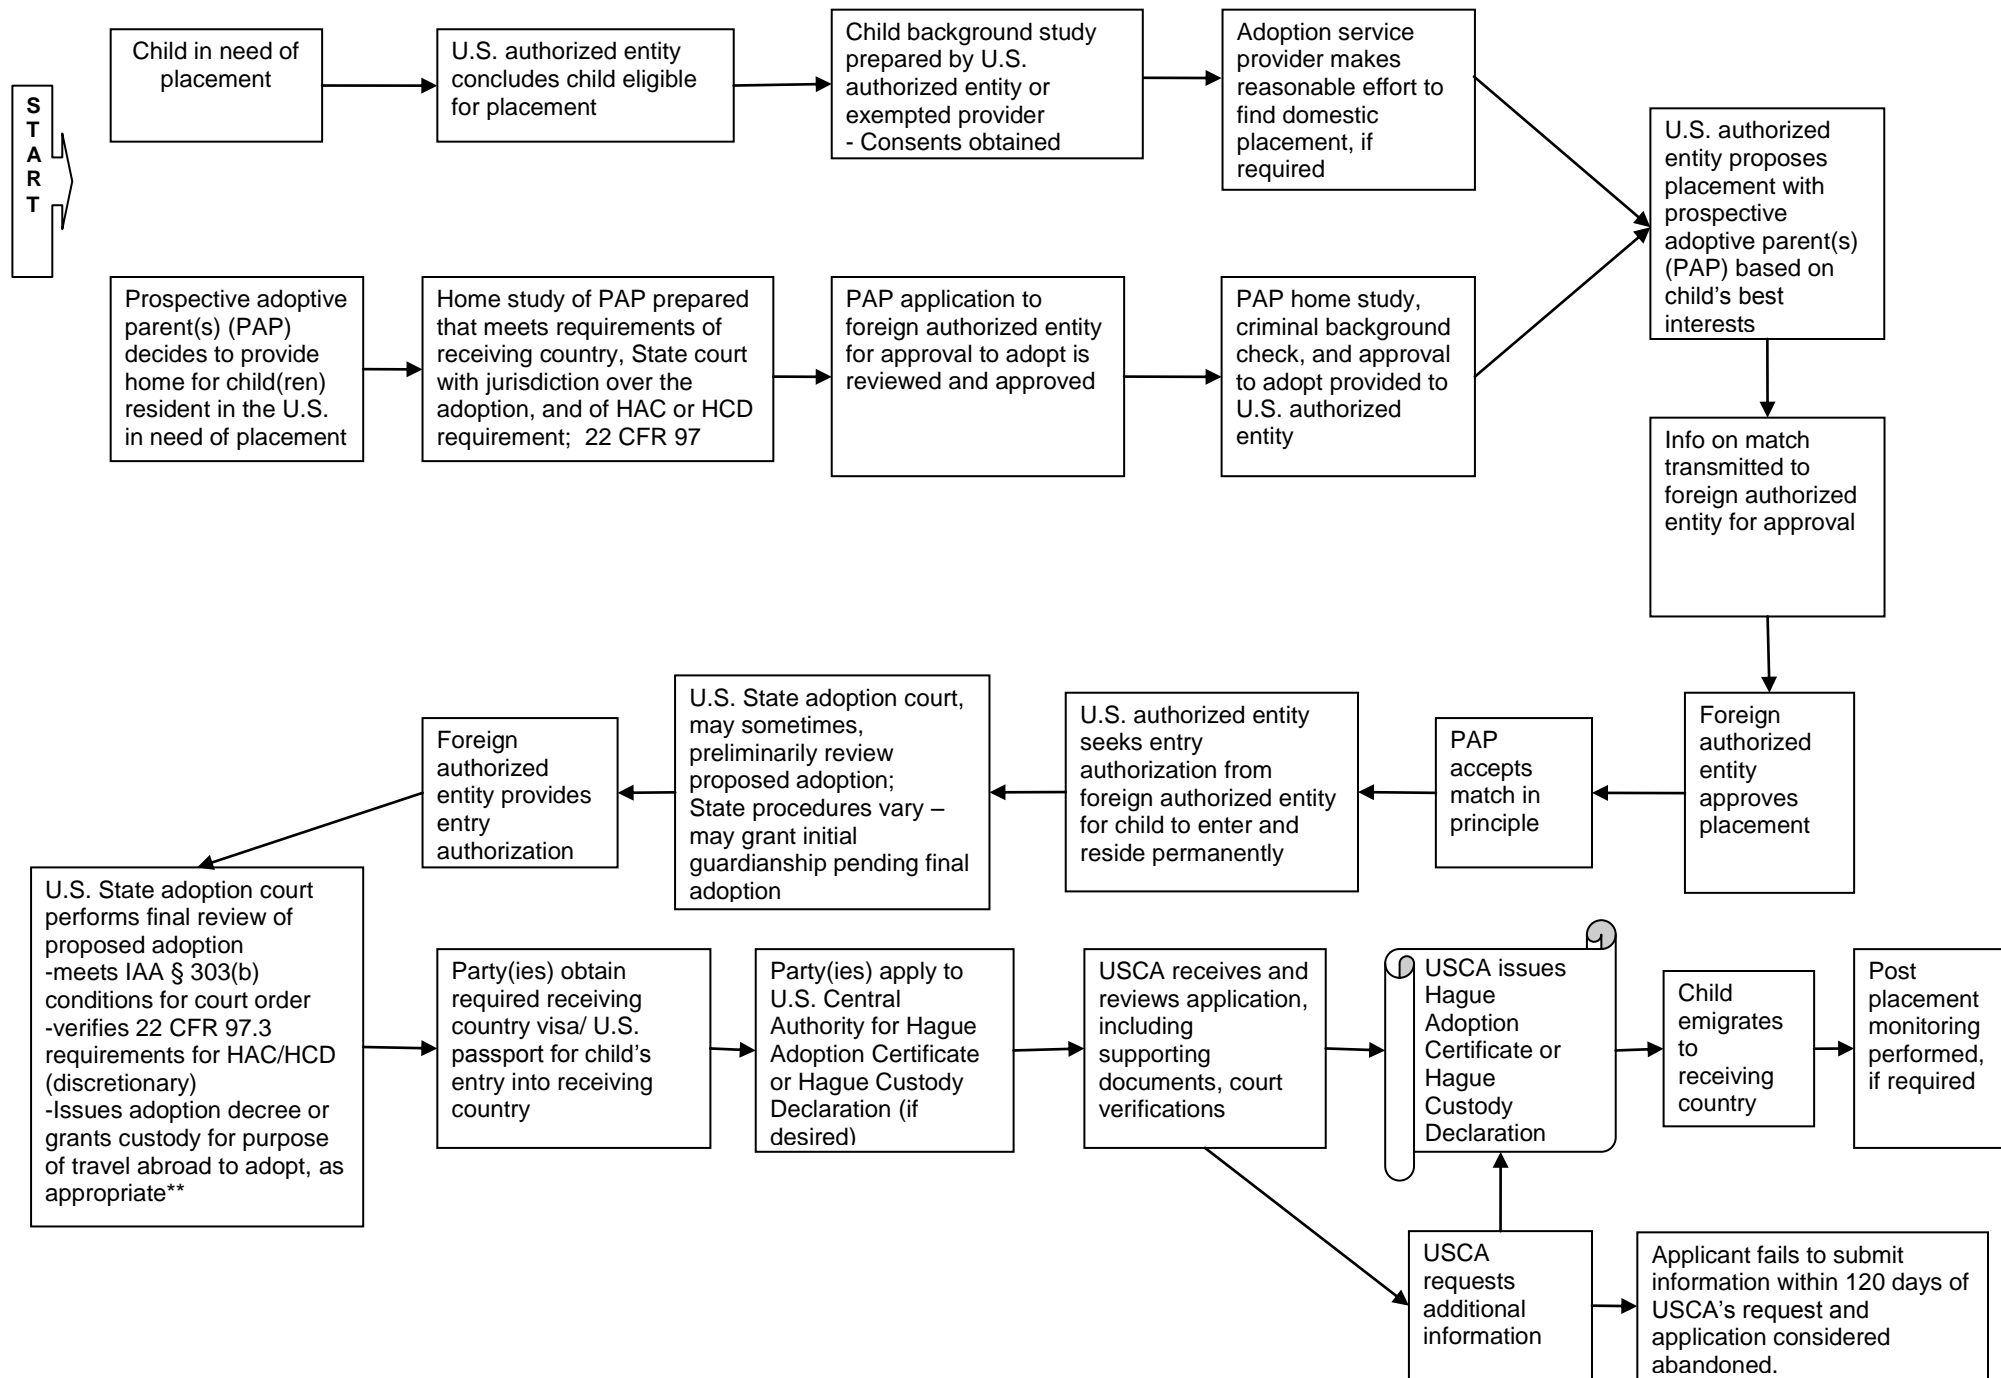 START
Child in need of
placement
U.S. authorized entity
concludes child eligible
for placement
Child background study
prepared by U.S.
authorized entity or
exempted provider
- Consents obtained
Adoption service
provider makes
reasonable effort to
find domestic
placement, if
required
U.S. authorized
entity proposes
placement with
prospective
adoptive parent(s)
(PAP) based on
child’s best
interests
Prospective adoptive
parent(s) (PAP)
decides to provide
home for child(ren)
resident in the U.S.
in need of placement
Home study of PAP prepared
that meets requirements of
receiving country, State court
with jurisdiction over the
adoption, and of HAC or HCD
requirement;  22 CFR 97
PAP application to
foreign authorized entity
for approval to adopt is
reviewed and approved
PAP home study,
criminal background
check, and approval
to adopt provided to
U.S. authorized
entity
Info on match
transmitted to
foreign authorized
entity for approval
Foreign
authorized
entity
approves
placement
PAP
accepts
match in
principle
U.S. authorized entity
seeks entry
authorization from
foreign authorized entity
for child to enter and
reside permanently
U.S. State adoption court,
may sometimes,
preliminarily review
proposed adoption;
State procedures vary –
may grant initial
guardianship pending final
adoption
Foreign
authorized
entity provides
entry
authorization
U.S. State adoption court
performs final review of
proposed adoption
-meets IAA § 303(b)
conditions for court order
-verifies 22 CFR 97.3
requirements for HAC/HCD
(discretionary)
-Issues adoption decree or
grants custody for purpose
of travel abroad to adopt, as
appropriate**
Party(ies) obtain
required receiving
country visa/ U.S.
passport for child’s
entry into receiving
country
Party(ies) apply to
U.S. Central
Authority for Hague
Adoption Certificate
or Hague Custody
Declaration (if
desired)
USCA receives and
reviews application,
including
supporting
documents, court
verifications
USCA issues
Hague
Adoption
Certificate or
Hague
Custody
Declaration
Child
emigrates
to
receiving
country
Post
placement
monitoring
performed,
if required
USCA
requests
additional
information
Applicant fails to submit
information within 120 days of
USCA’s request and
application considered
abandoned.